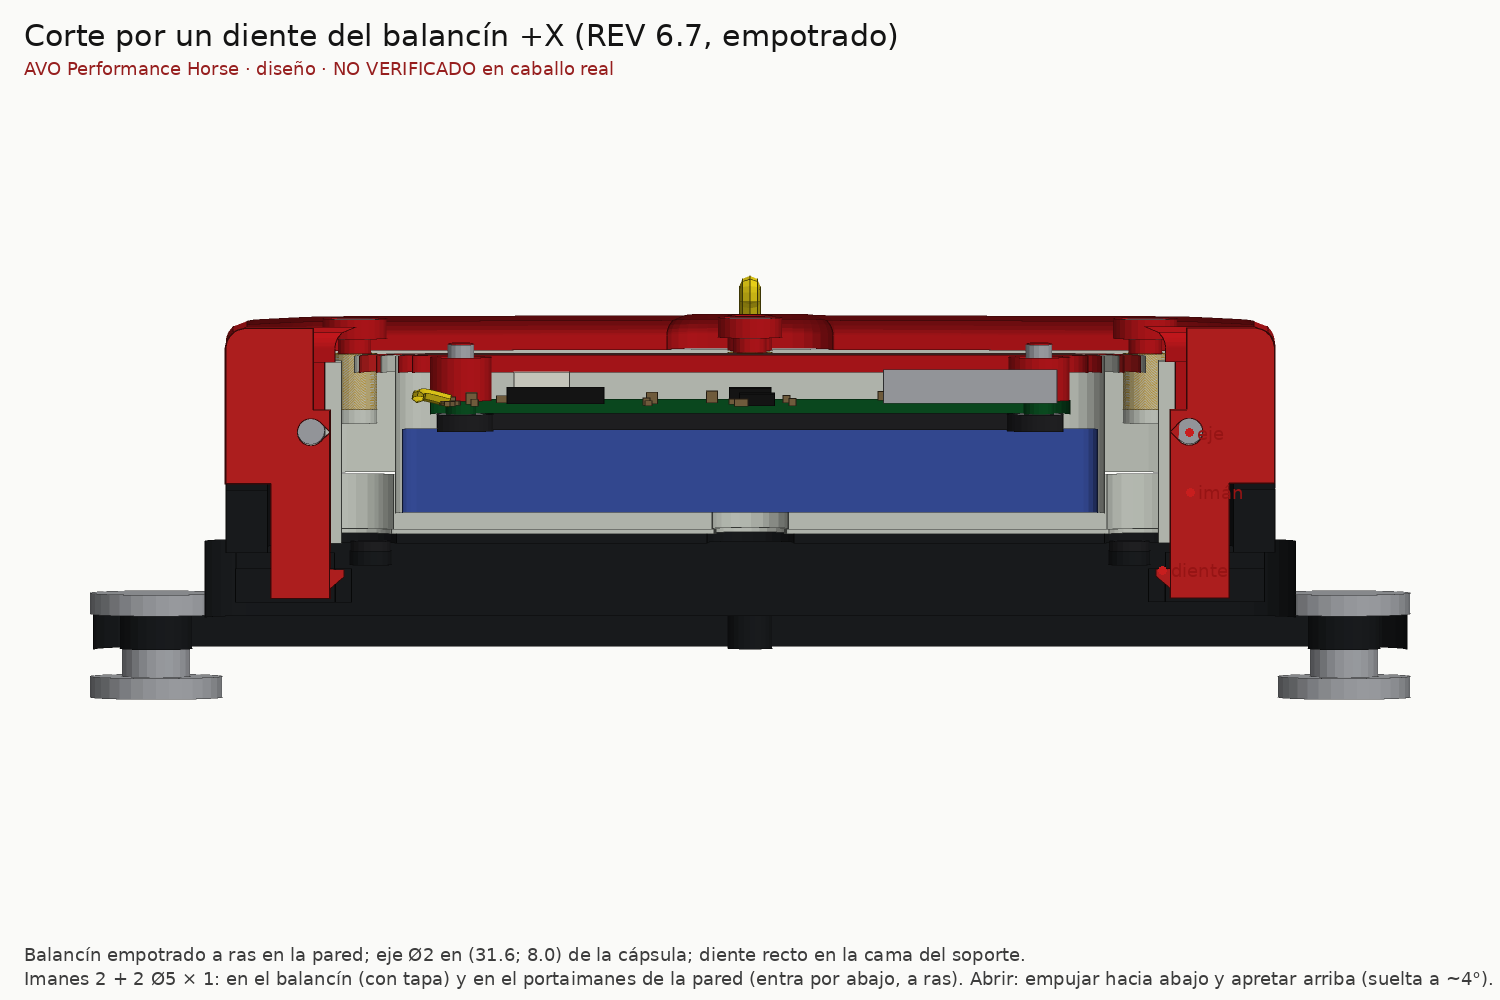 Corte por un diente del balancín +X (REV 6.7, empotrado)
AVO Performance Horse · diseño · NO VERIFICADO en caballo real
eje
iman
diente
Balancín empotrado a ras en la pared; eje Ø2 en (31.6; 8.0) de la cápsula; diente recto en la cama del soporte.
Imanes 2 + 2 Ø5 × 1: en el balancín (con tapa) y en el portaimanes de la pared (entra por abajo, a ras). Abrir: empujar hacia abajo y apretar arriba (suelta a ~4°).